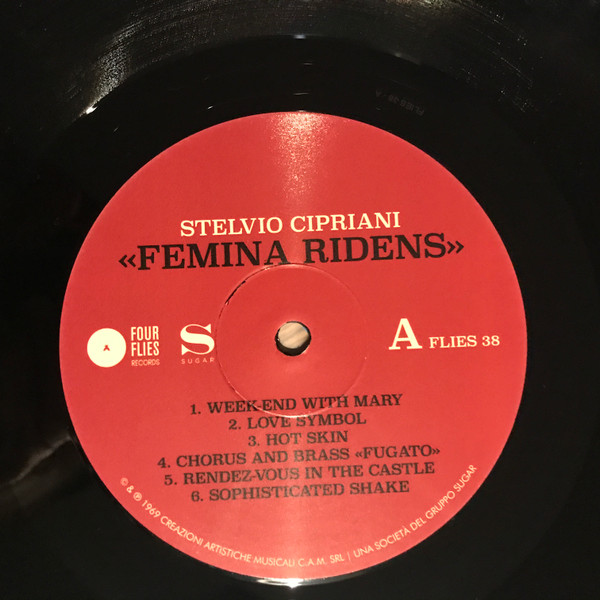 STELVIO CIPRIANI
«FEMINA RIDENS»
A
FOUR
FLIES
RECORDS
S
SUGAR
A FLIES 38
1. WEEK-END WITH MARY
2. LOVE SYMBOL
3. HOT SKIN
4. CHORUS AND BRASS «FUGATO»
5. RENDEZ-VOUS IN THE CASTLE
6. SOPHISTICATED SHAKE
© & ℗ 1969 CREAZIONI ARTISTICHE MUSICALI C.A.M. SRL | UNA SOCIETÀ DEL GRUPPO SUGAR